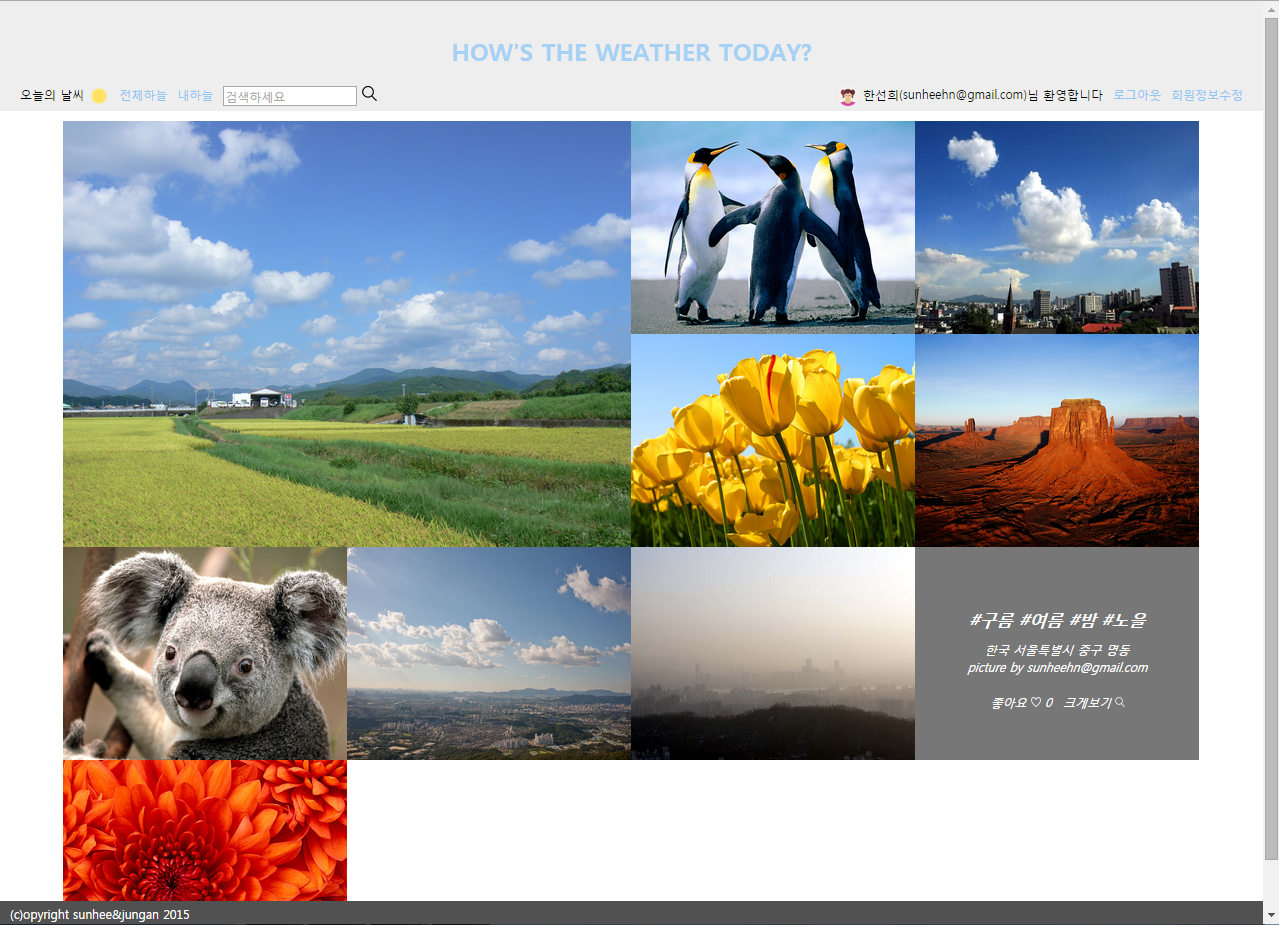 HOW'S THE WEATHER TODAY?
오늘의 날씨 전체하늘 내하늘 검색하세요 한선희(sunheehn@gmail.com)님 환영합니다 로그아웃 회원정보수정
#구름 #여름 #밤 #노을
한국 서울특별시 중구 명동
picture by sunheehn@gmail.com
좋아요♡ 0 크게보기
(c)opyright sunhee&jungan 2015